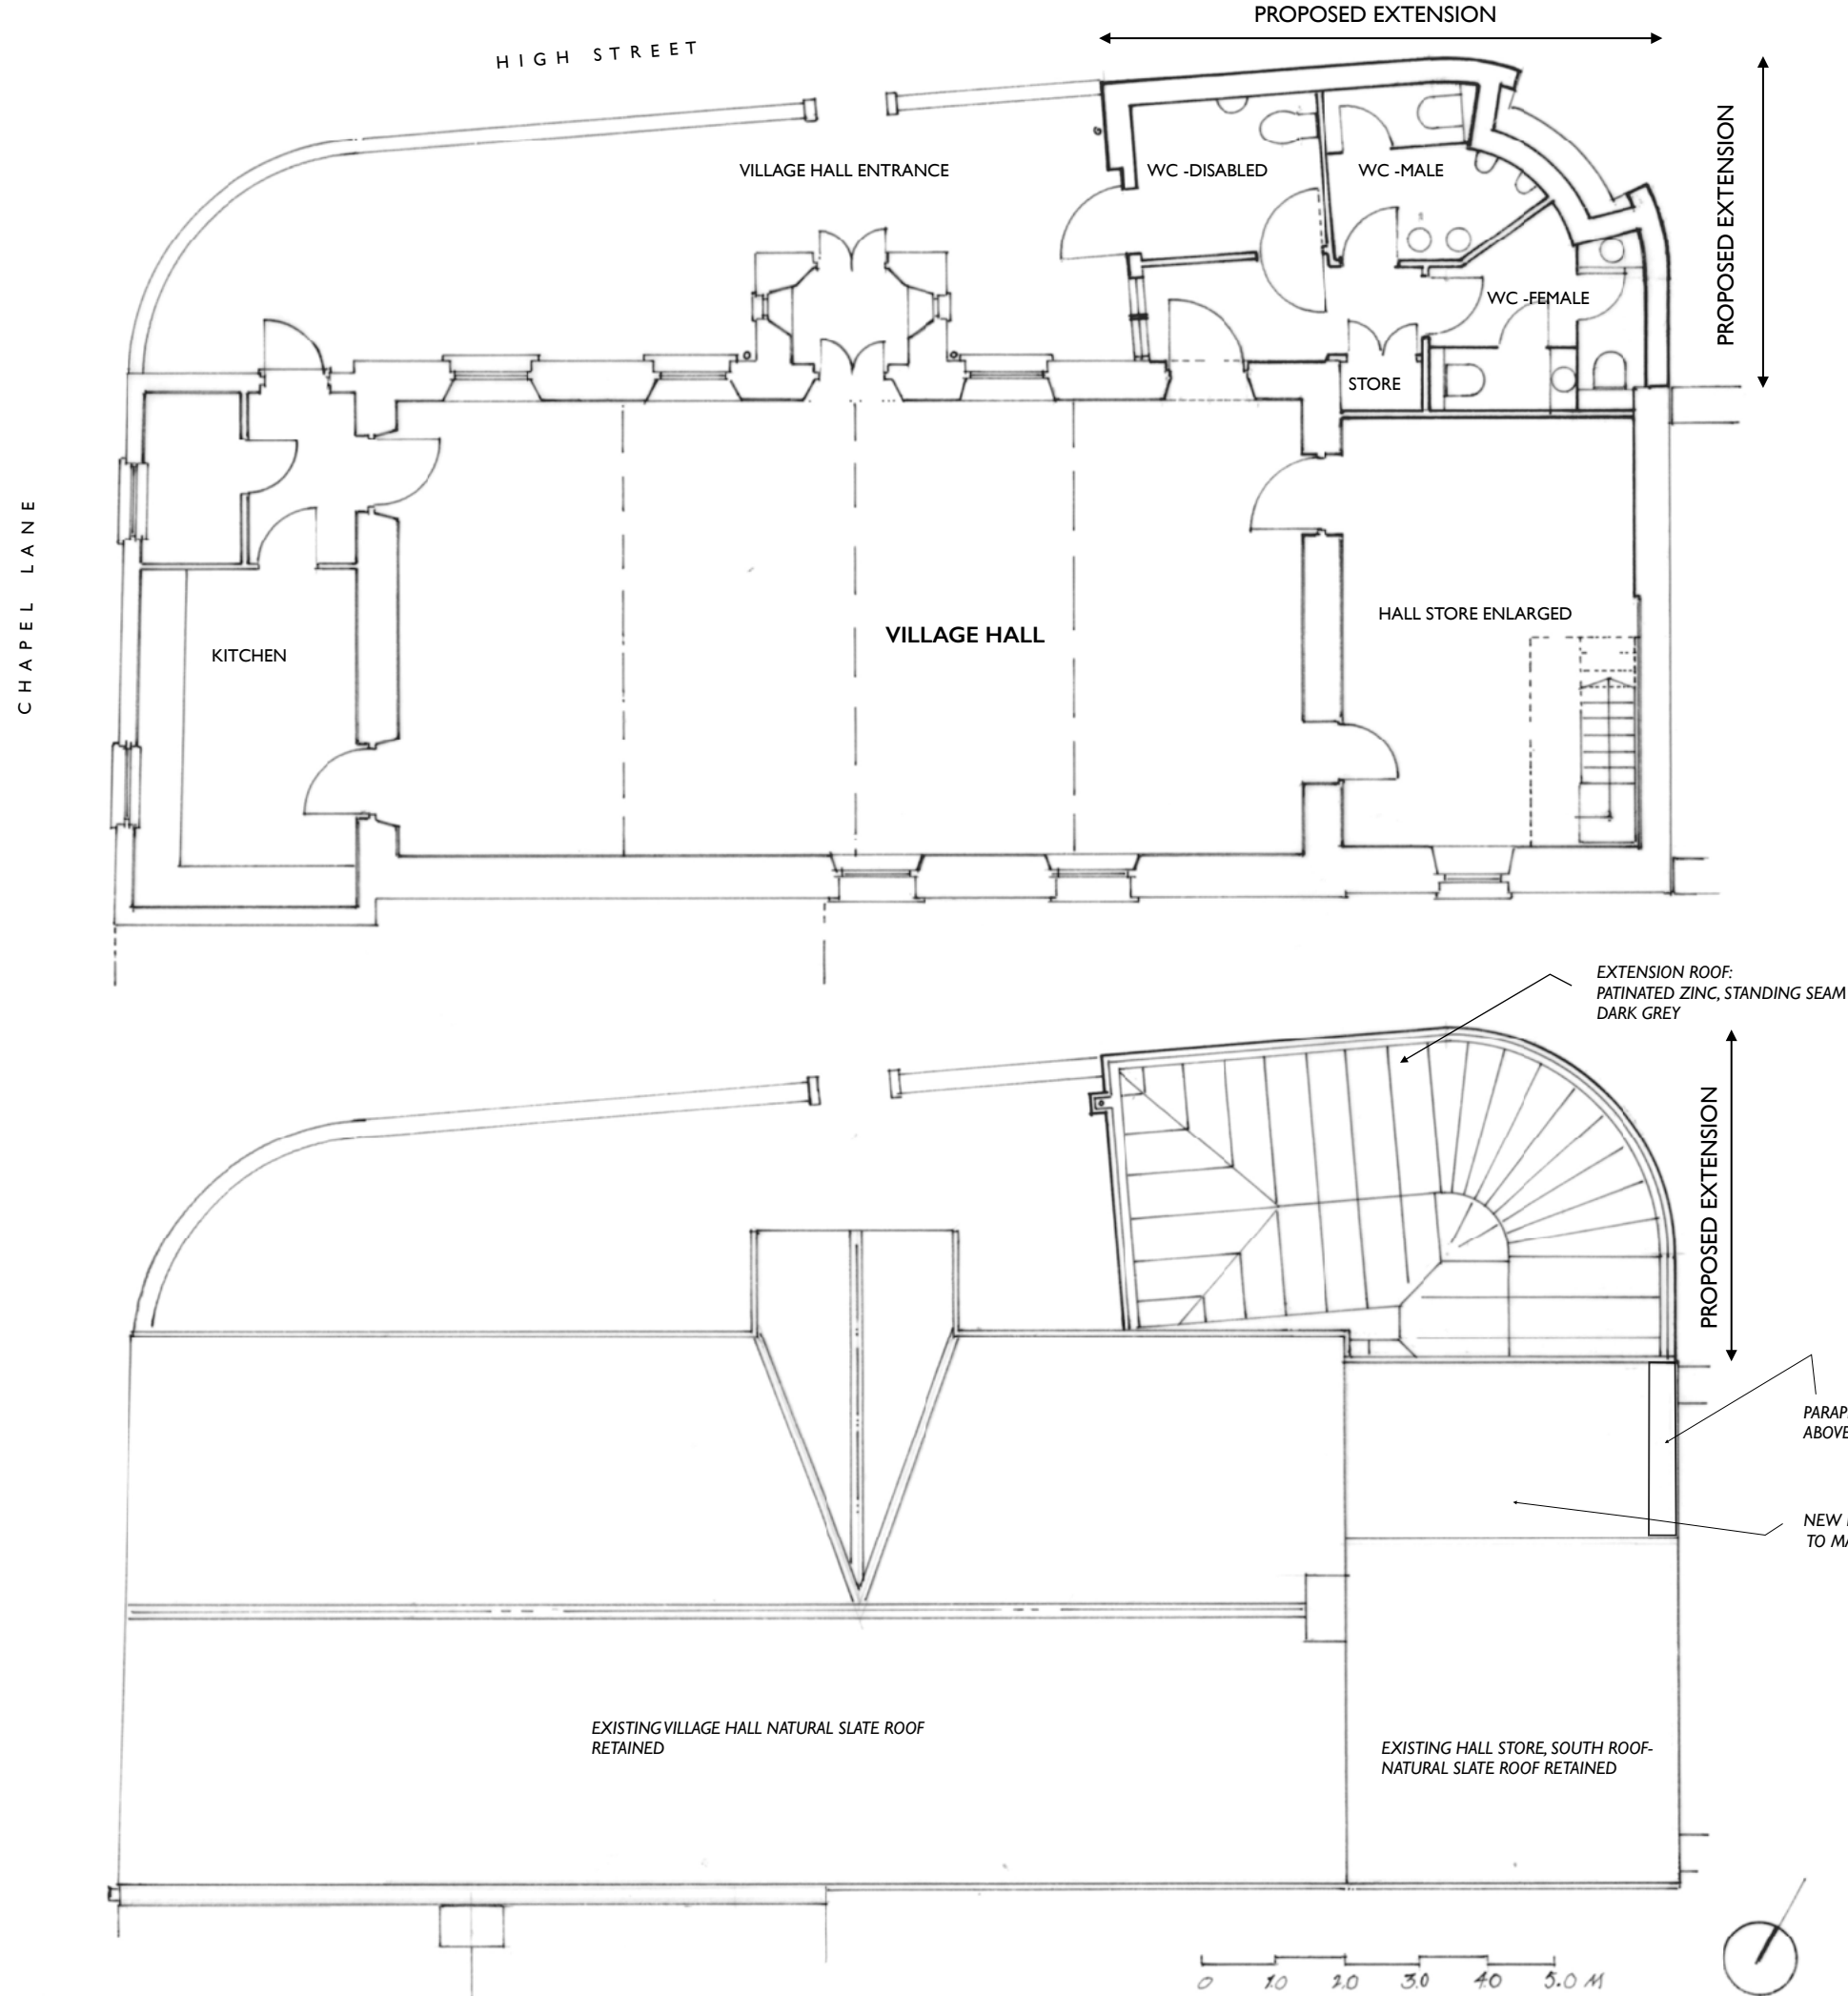 PROPOSED EXTENSION
HIGH STREET
PROPOSED EXTENSION
VILLAGE HALL ENTRANCE
WC -DISABLED
WC -MALE
WC -FEMALE
STORE
CHAPEL LANE
KITCHEN
VILLAGE HALL
HALL STORE ENLARGED
EXTENSION ROOF:
PATINATED ZINC, STANDING SEAM
DARK GREY
PROPOSED EXTENSION
ABOVE
NEW
TO
EXISTING VILLAGE HALL NATURAL SLATE ROOF
RETAINED
EXISTING HALL STORE, SOUTH ROOF-
NATURAL SLATE ROOF RETAINED
0 1.0 2.0 3.0 4.0 5.0 M